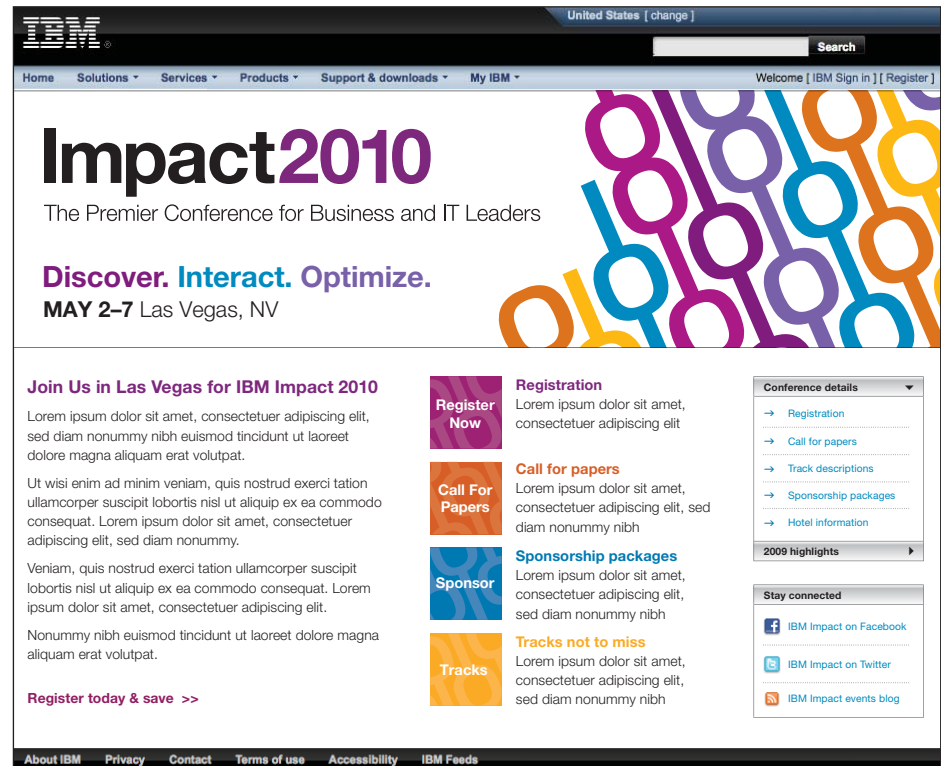 United States [ change ]
IBM®
Search
Home Solutions Services Products Support & downloads My IBM Welcome [ IBM Sign in ] [ Register ]
Impact2010
The Premier Conference for Business and IT Leaders
Discover. Interact. Optimize.
MAY 2–7 Las Vegas, NV
Join Us in Las Vegas for IBM Impact 2010
Lorem ipsum dolor sit amet, consectetuer adipiscing elit,
sed diam nonummy nibh euismod tincidunt ut laoreet
dolore magna aliquam erat volutpat.
Ut wisi enim ad minim veniam, quis nostrud exerci tation
ullamcorper suscipit lobortis nisl ut aliquip ex ea commodo
consequat. Lorem ipsum dolor sit amet, consectetuer
adipiscing elit, sed diam nonummy.
Veniam, quis nostrud exerci tation ullamcorper suscipit
lobortis nisl ut aliquip ex ea commodo consequat. Lorem
ipsum dolor sit amet, consectetuer adipiscing elit.
Nonummy nibh euismod tincidunt ut laoreet dolore magna
aliquam erat volutpat.
Register today & save >>
Register
Now
Registration
Lorem ipsum dolor sit amet,
consectetuer adipiscing elit
Call For
Papers
Call for papers
Lorem ipsum dolor sit amet,
consectetuer adipiscing elit, sed
diam nonummy nibh
Sponsor
Sponsorship packages
Lorem ipsum dolor sit amet,
consectetuer adipiscing elit,
sed diam nonummy nibh
Tracks
Tracks not to miss
Lorem ipsum dolor sit amet,
consectetuer adipiscing elit,
sed diam nonummy nibh
Conference details
→ Registration
→ Call for papers
→ Track descriptions
→ Sponsorship packages
→ Hotel information
2009 highlights
Stay connected
IBM Impact on Facebook
IBM Impact on Twitter
IBM Impact events blog
About IBM Privacy Contact Terms of use Accessibility IBM Feeds